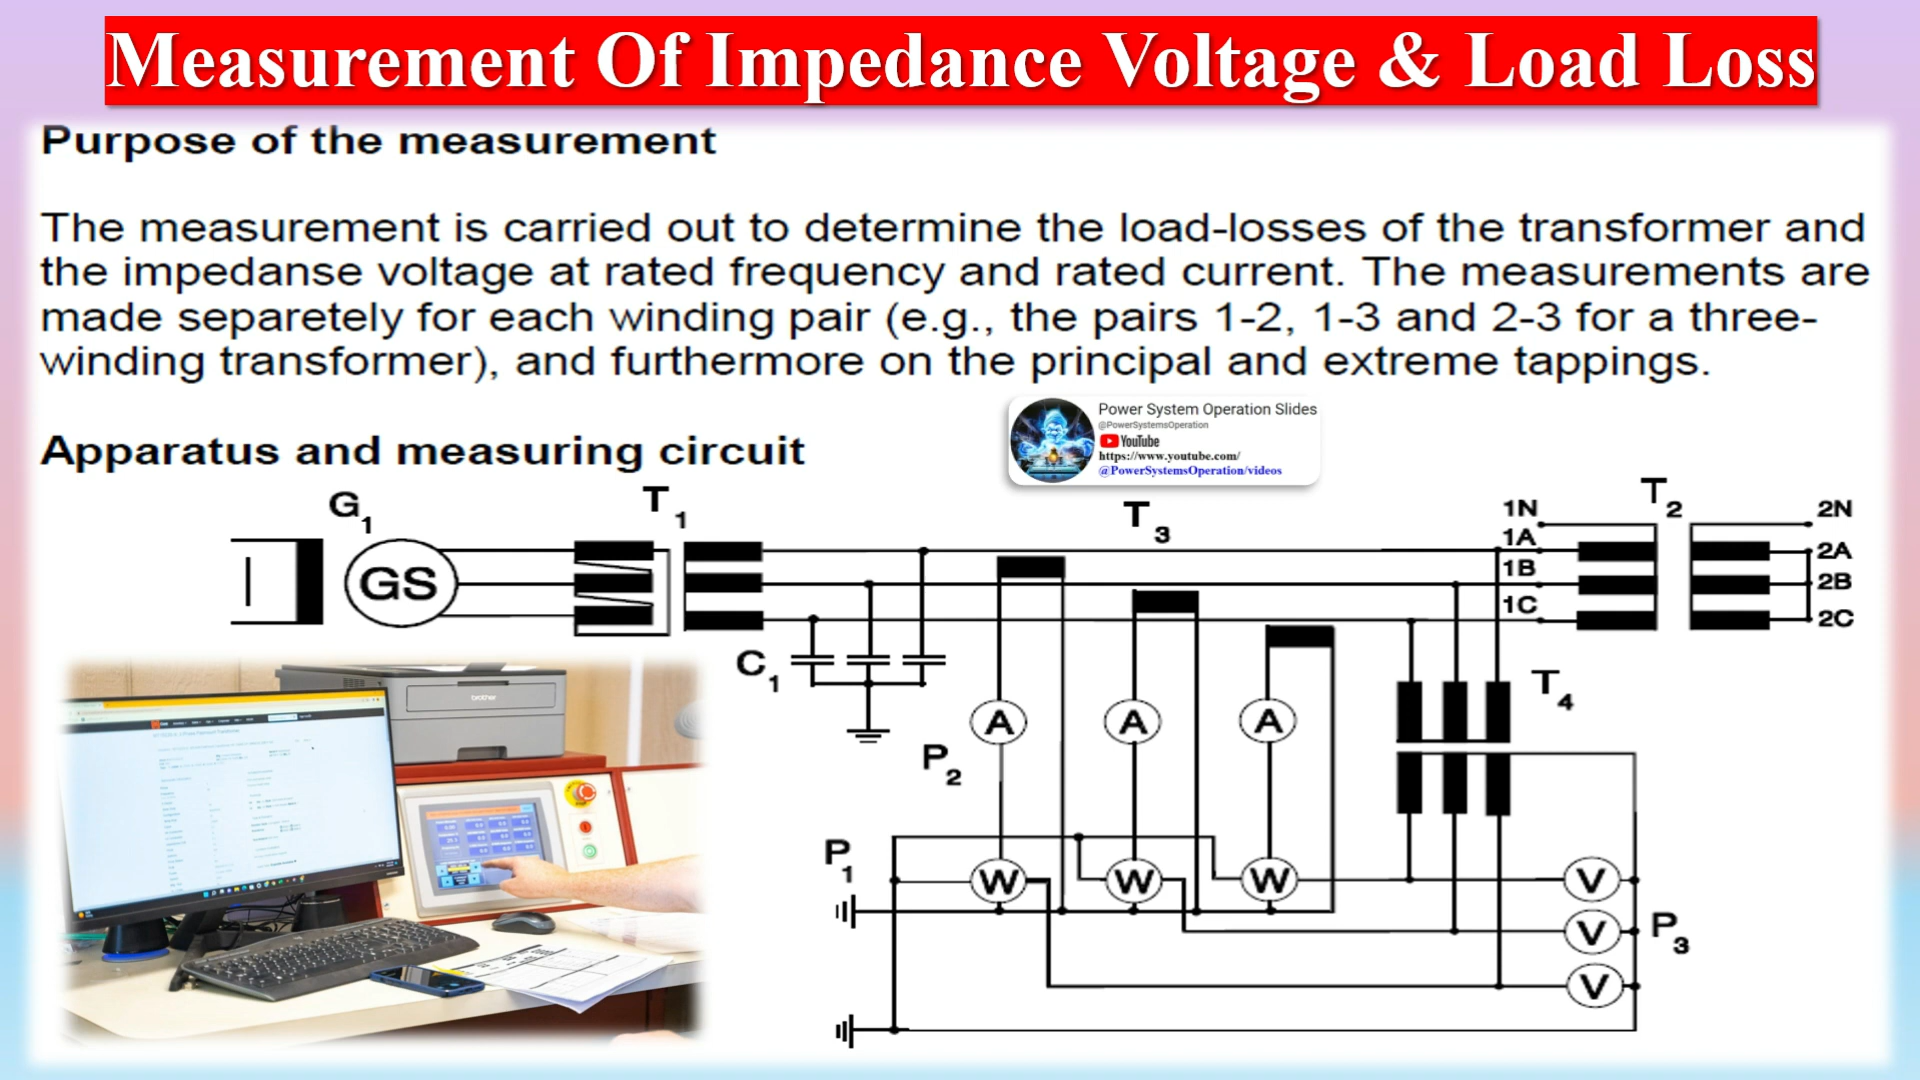 Measurement Of Impedance Voltage & Load Loss
Purpose of the measurement
The measurement is carried out to determine the load-losses of the transformer and
the impedanse voltage at rated frequency and rated current. The measurements are
made separetely for each winding pair (e.g., the pairs 1-2, 1-3 and 2-3 for a three-
winding transformer), and furthermore on the principal and extreme tappings.
Apparatus and measuring circuit
Power System Operation Slides
@PowerSystemsOperation
YouTube
https://www.youtube.com/
@PowerSystemsOperation/videos
G1
T1
T3
T2
1N
2N
1A
2A
1B
2B
1C
2C
GS
C1
T4
A
A
A
P2
P1
W
W
W
V
V
P3
V
brother